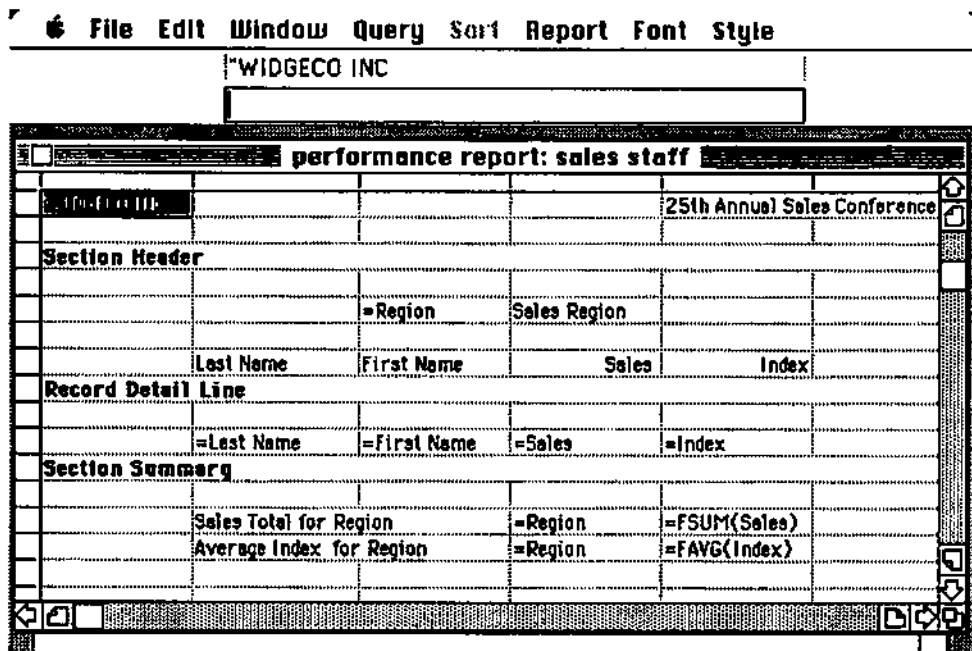 File Edit Window Query Sort Report Font Style
"WIDGECO INC
performance report: sales staff
25th Annual Sales Conference
Section Header
=Region Sales Region
Last Name First Name Sales Index
Record Detail Line
=Last Name =First Name =Sales =Index
Section Summary
Sales Total for Region =Region =FSUM(Sales)
Average Index for Region =Region =FAVG(Index)